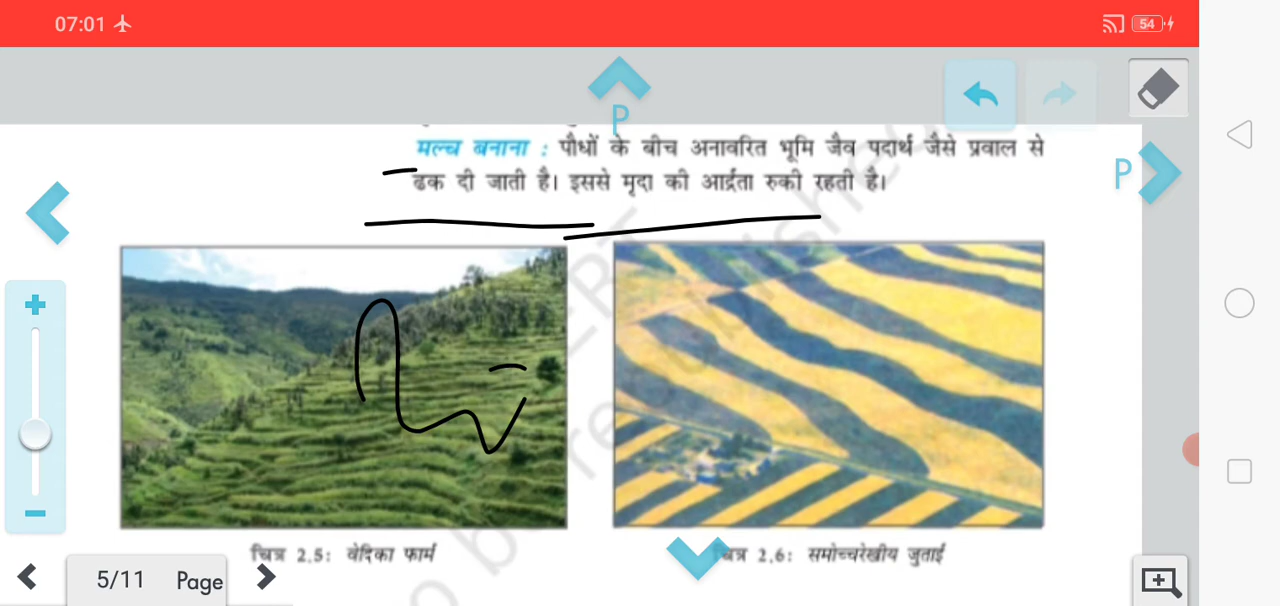 07:01
54
P
मल्च बनाना : पौधों के बीच अनावरित भूमि जैव पदार्थ जैसे प्रवाल से
ढक दी जाती है। इससे मृदा की आर्द्रता रुकी रहती है।
P
चित्र 2.5: वेदिका फार्म
चित्र 2.6: समोच्चरेखीय जुताई
5/11 Page